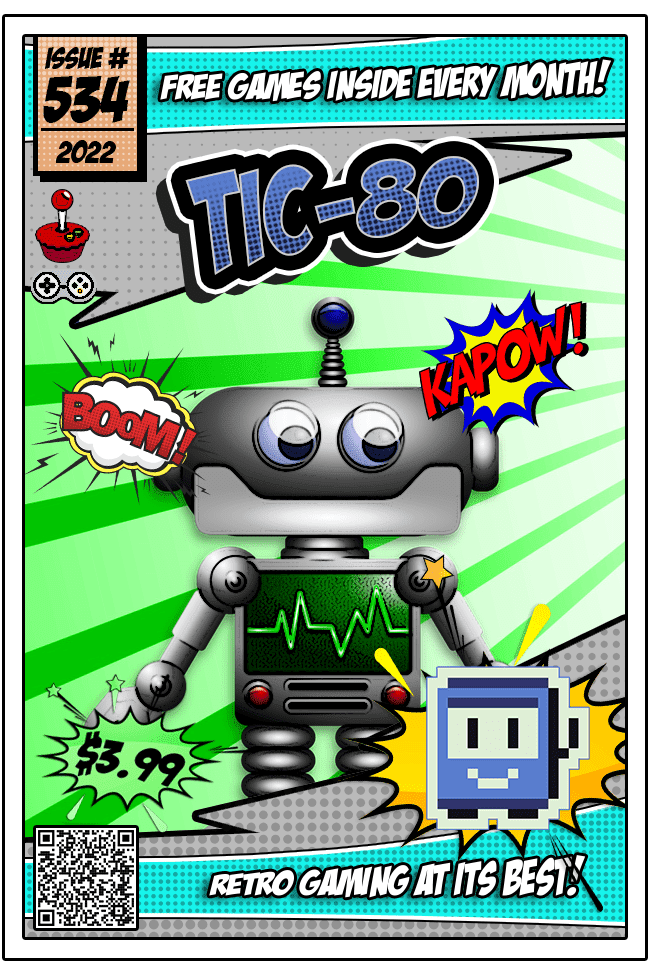 ISSUE #
534
2022
FREE GAMES INSIDE EVERY MONTH!
TIC-80
KAPOW!
BOOM!
$3.99
RETRO GAMING AT ITS BEST!